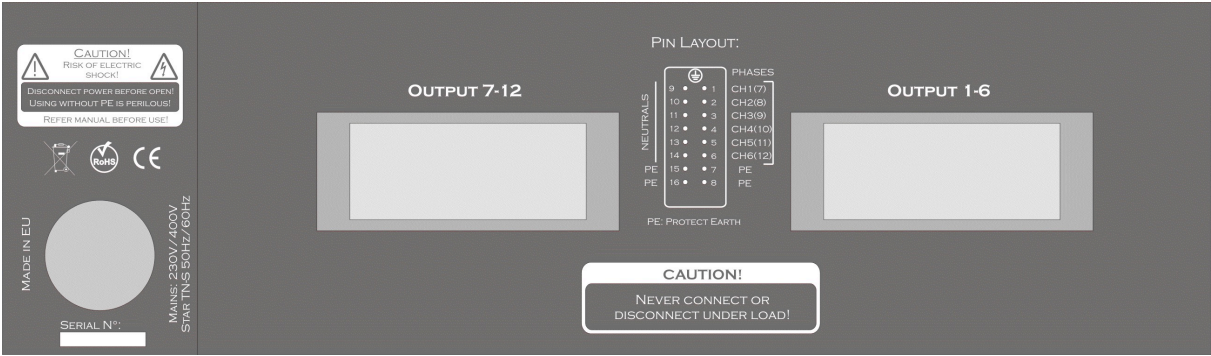 CAUTION!
RISK OF ELECTRIC
SHOCK!
DISCONNECT POWER BEFORE OPEN!
USING WITHOUT PE IS PERILOUS!
REFER MANUAL BEFORE USE!
RoHS
CE
MADE IN EU
MAINS: 230V/400V
STAR TN-S 50HZ/60HZ
SERIAL N°:
OUTPUT 7-12
PIN LAYOUT:
PHASES
NEUTRALS
9 1 CH1(7)
10 2 CH2(8)
11 3 CH3(9)
12 4 CH4(10)
13 5 CH5(11)
14 6 CH6(12)
PE 15 7 PE
PE 16 8 PE
PE: PROTECT EARTH
OUTPUT 1-6
CAUTION!
NEVER CONNECT OR
DISCONNECT UNDER LOAD!